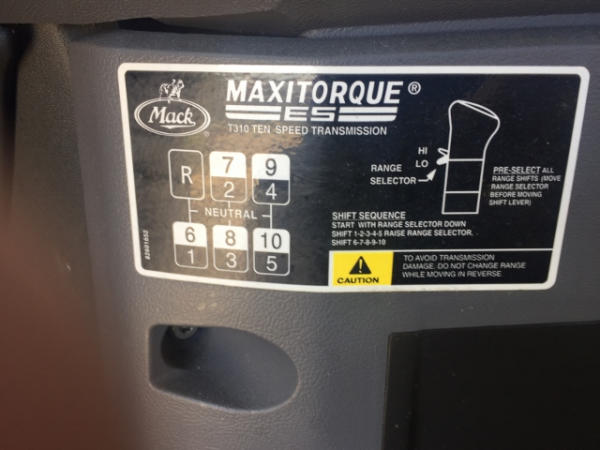 Mack
MAXITORQUE®
ES
T310 TEN SPEED TRANSMISSION
R 7 9
2 4
NEUTRAL
6 8 10
1 3 5
HI
LO
RANGE
SELECTOR
PRE-SELECT ALL
RANGE SHIFTS (MOVE
RANGE SELECTOR
BEFORE MOVING
SHIFT LEVER)
SHIFT SEQUENCE
START WITH RANGE SELECTOR DOWN
SHIFT 1-2-3-4-5 RAISE RANGE SELECTOR,
SHIFT 6-7-8-9-10
CAUTION
TO AVOID TRANSMISSION
DAMAGE, DO NOT CHANGE RANGE
WHILE MOVING IN REVERSE